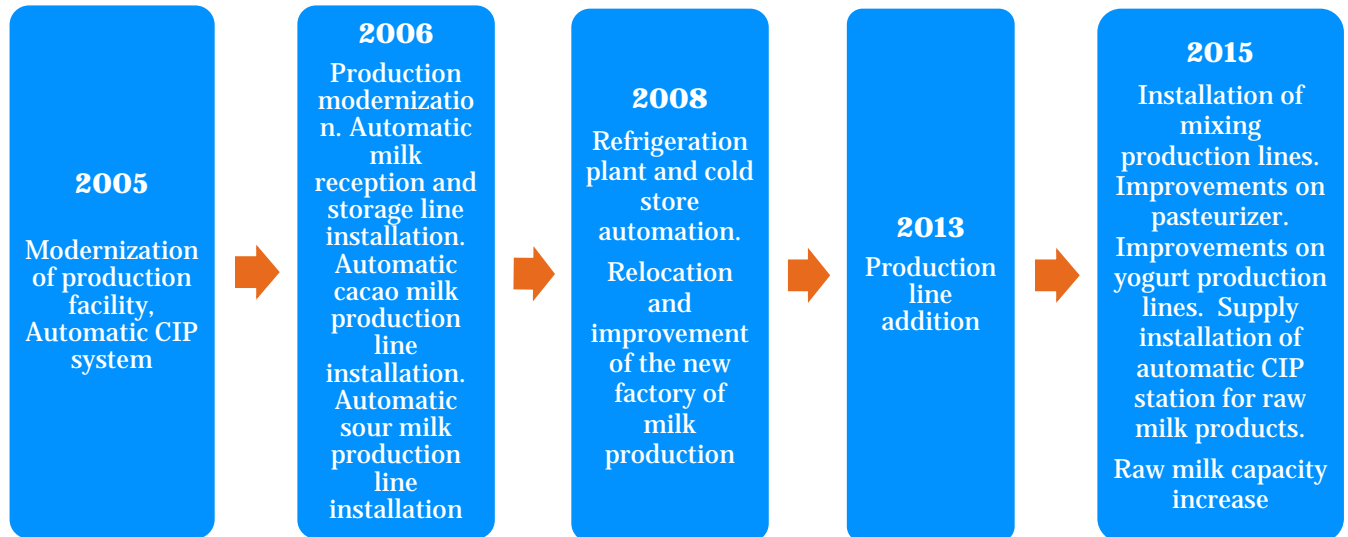 2005
Modernization
of production
facility,
Automatic CIP
system
2006
Production
modernizatio
n. Automatic
milk
reception and
storage line
installation.
Automatic
cacao milk
production
line
installation.
Automatic
sour milk
production
line
installation
2008
Refrigeration
plant and cold
store
automation.
Relocation
and
improvement
of the new
factory of
milk
production
2013
Production
line
addition
2015
Installation of
mixing
production lines.
Improvements on
pasteurizer.
Improvements on
yogurt production
lines. Supply
installation of
automatic CIP
station for raw
milk products.
Raw milk capacity
increase